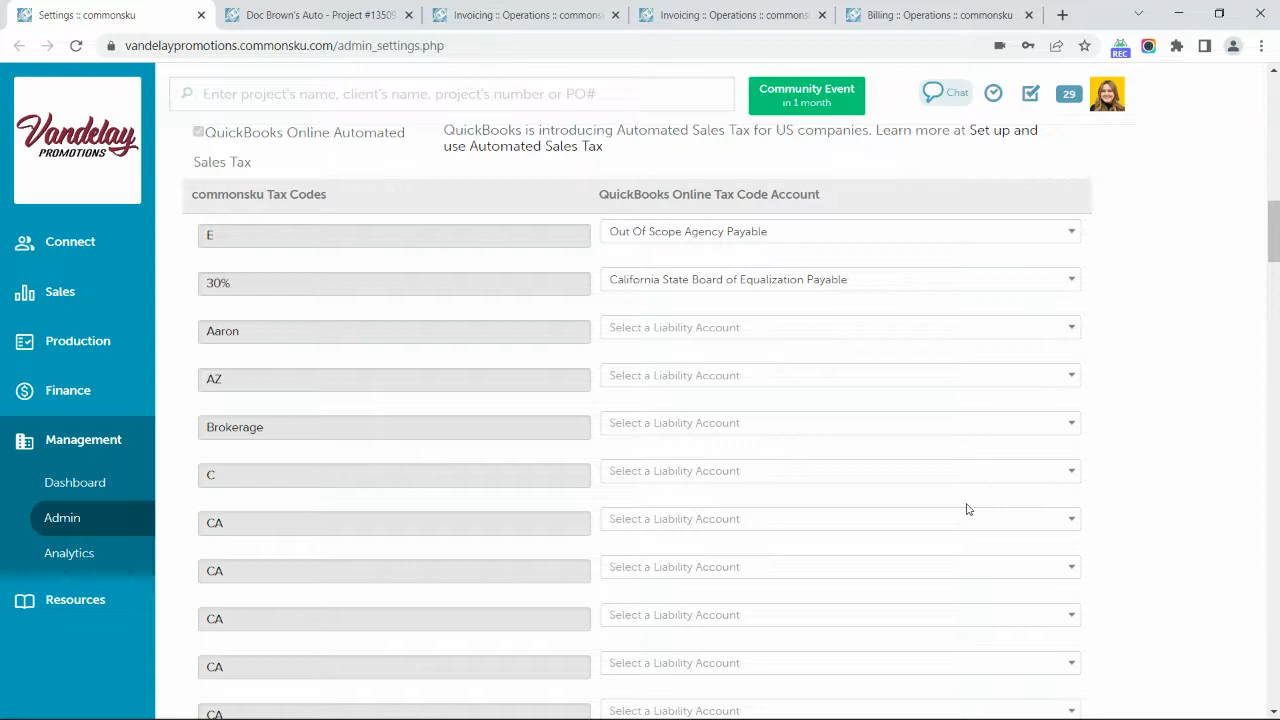 Settings :: commonsku
Doc Brown's Auto - Project #13509
Invoicing :: Operations :: commonsku
Billing :: Operations :: commonsku
vandelaypromotions.commonsku.com/admin_settings.php
REC
Vandelay
PROMOTIONS
Enter project's name, client's name, project's number or PO#
Community Event
in 1 month
Chat
29
QuickBooks Online Automated
Sales Tax
QuickBooks is introducing Automated Sales Tax for US companies. Learn more at Set up and
use Automated Sales Tax
commonsku Tax Codes
QuickBooks Online Tax Code Account
E
Out Of Scope Agency Payable
30%
California State Board of Equalization Payable
Aaron
Select a Liability Account
AZ
Select a Liability Account
Brokerage
Select a Liability Account
C
Select a Liability Account
CA
Select a Liability Account
CA
Select a Liability Account
CA
Select a Liability Account
CA
Select a Liability Account
CA
Select a Liability Account
Connect
Sales
Production
Finance
Management
Dashboard
Admin
Analytics
Resources